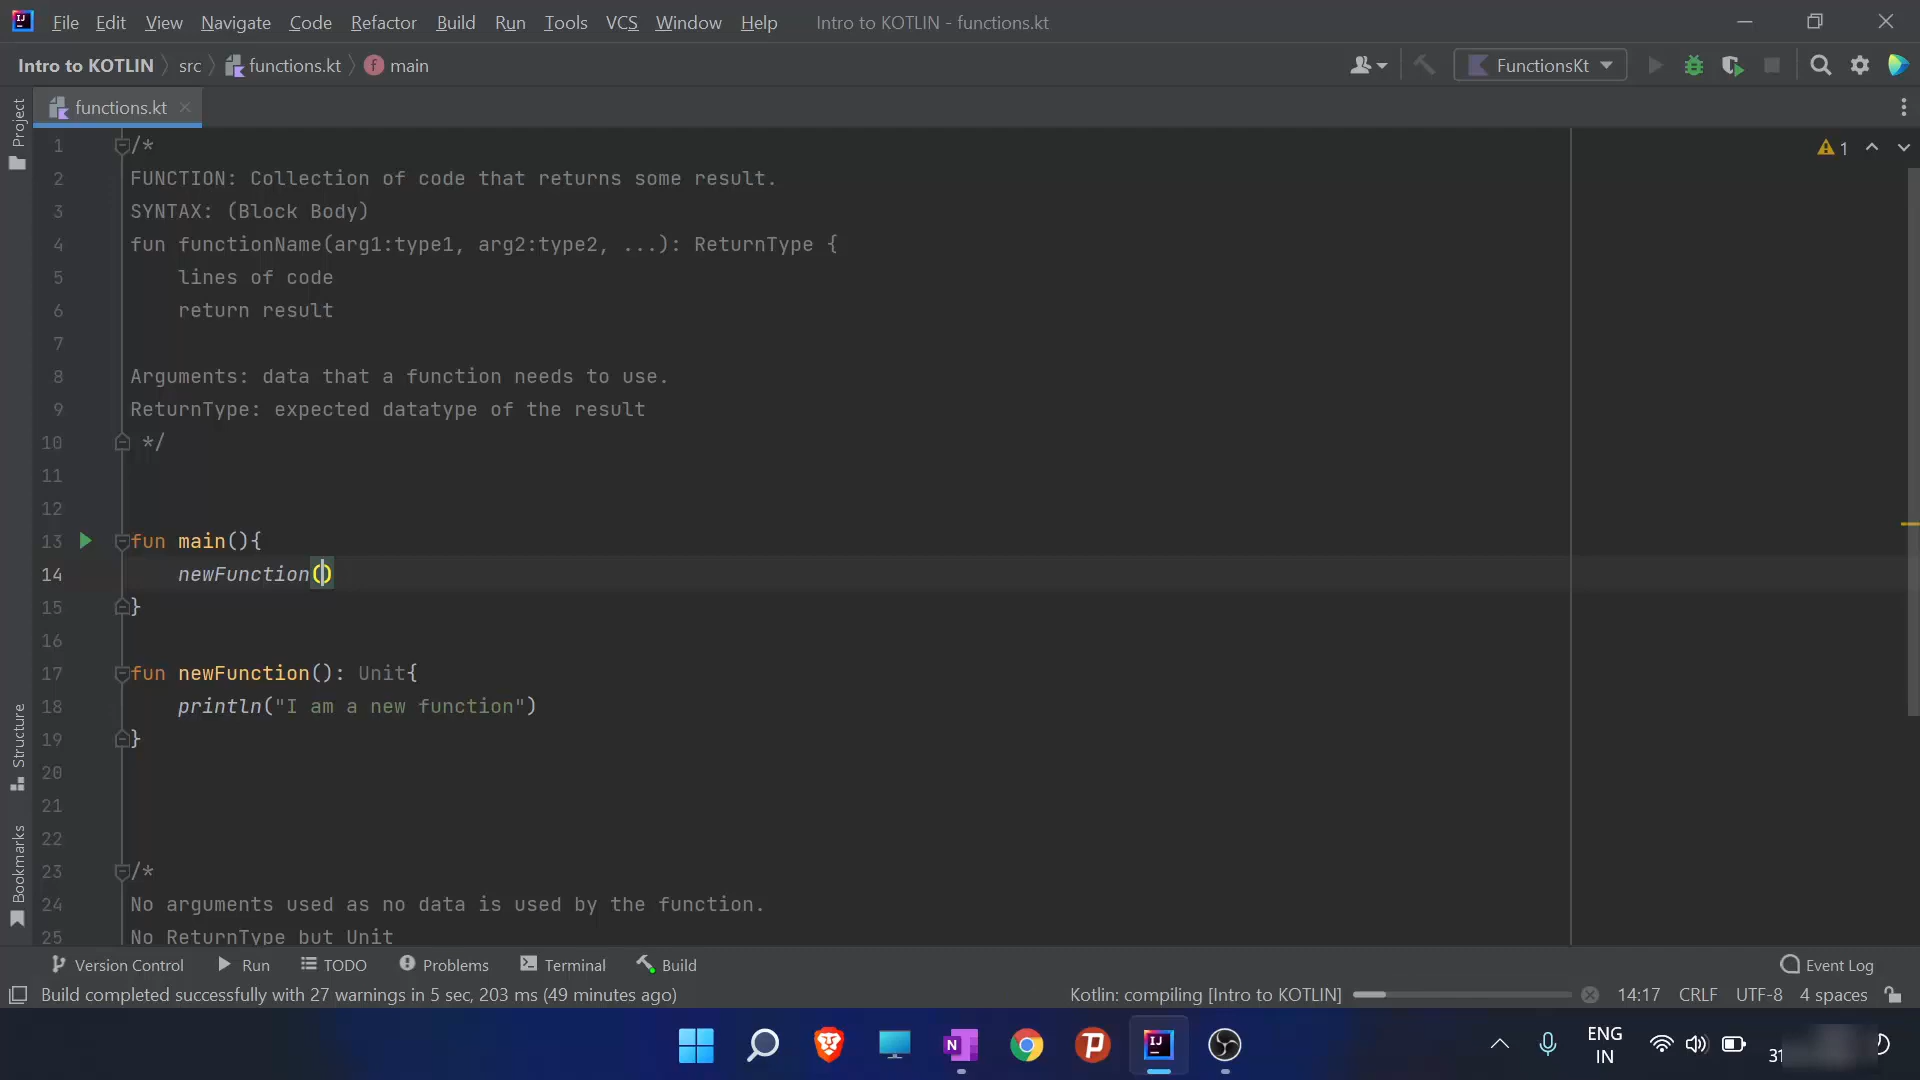 File Edit View Navigate Code Refactor Build Run Tools VCS Window Help Intro to KOTLIN - functions.kt
Intro to KOTLIN src functions.kt main FunctionsKt
functions.kt
Project
1 /* 1
2 FUNCTION: Collection of code that returns some result.
3 SYNTAX: (Block Body)
4 fun functionName(arg1:type1, arg2:type2, ...): ReturnType {
5 lines of code
6 return result
7
8 Arguments: data that a function needs to use.
9 ReturnType: expected datatype of the result
10 */
11
12
13 fun main(){
14 newFunction()
15 }
16
17 fun newFunction(): Unit{
18 println("I am a new function")
19 }
20
21
22
23 /*
24 No arguments used as no data is used by the function.
25 No ReturnType but Unit
Structure
Bookmarks
Version Control Run TODO Problems Terminal Build Event Log
Build completed successfully with 27 warnings in 5 sec, 203 ms (49 minutes ago) Kotlin: compiling [Intro to KOTLIN] 14:17 CRLF UTF-8 4 spaces
ENG
IN
31